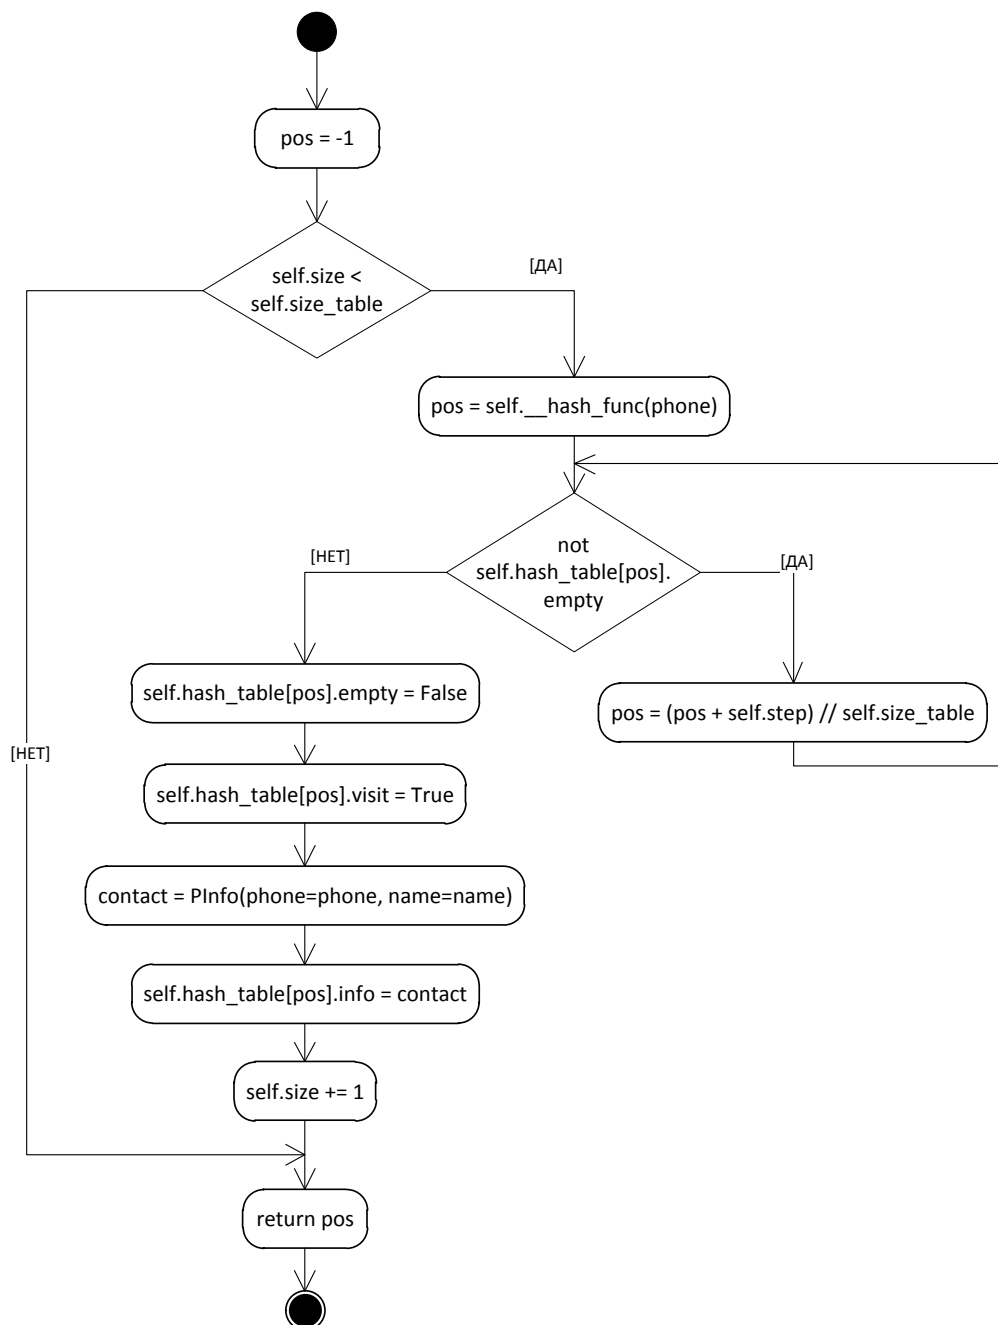 pos = -1
self.size <
self.size_table
[ДА]
pos = self.__hash_func(phone)
not
self.hash_table[pos].
empty
[НЕТ]
[ДА]
self.hash_table[pos].empty = False
pos = (pos + self.step) // self.size_table
[НЕТ]
self.hash_table[pos].visit = True
contact = PInfo(phone=phone, name=name)
self.hash_table[pos].info = contact
self.size += 1
return pos